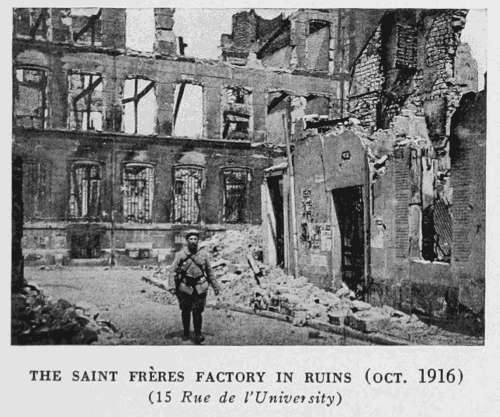 THE SAINT FRÈRES FACTORY IN RUINS (OCT. 1916)
(15 Rue de l'University)